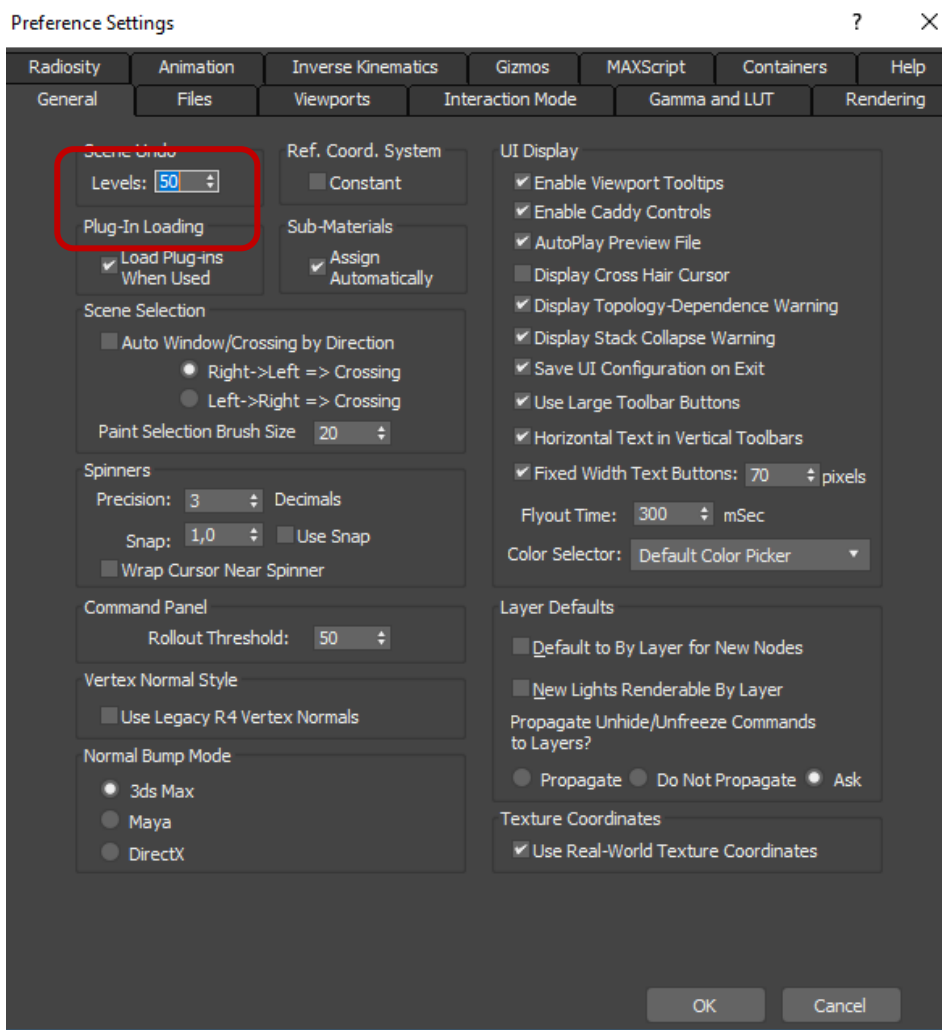 Preference Settings
?
Radiosity Animation Inverse Kinematics Gizmos MAXScript Containers Help
General Files Viewports Interaction Mode Gamma and LUT Rendering
Scene Undo
Levels: 50
Ref. Coord. System
Constant
Plug-In Loading
Load Plug-ins
When Used
Sub-Materials
Assign
Automatically
Scene Selection
Auto Window/Crossing by Direction
Right->Left => Crossing
Left->Right => Crossing
Paint Selection Brush Size 20
Spinners
Precision: 3 Decimals
Snap: 1,0 Use Snap
Wrap Cursor Near Spinner
Command Panel
Rollout Threshold: 50
Vertex Normal Style
Use Legacy R4 Vertex Normals
Normal Bump Mode
3ds Max
Maya
DirectX
UI Display
Enable Viewport Tooltips
Enable Caddy Controls
AutoPlay Preview File
Display Cross Hair Cursor
Display Topology-Dependence Warning
Display Stack Collapse Warning
Save UI Configuration on Exit
Use Large Toolbar Buttons
Horizontal Text in Vertical Toolbars
Fixed Width Text Buttons: 70 pixels
Flyout Time: 300 mSec
Color Selector: Default Color Picker
Layer Defaults
Default to By Layer for New Nodes
New Lights Renderable By Layer
Propagate Unhide/Unfreeze Commands
to Layers?
Propagate Do Not Propagate Ask
Texture Coordinates
Use Real-World Texture Coordinates
OK Cancel